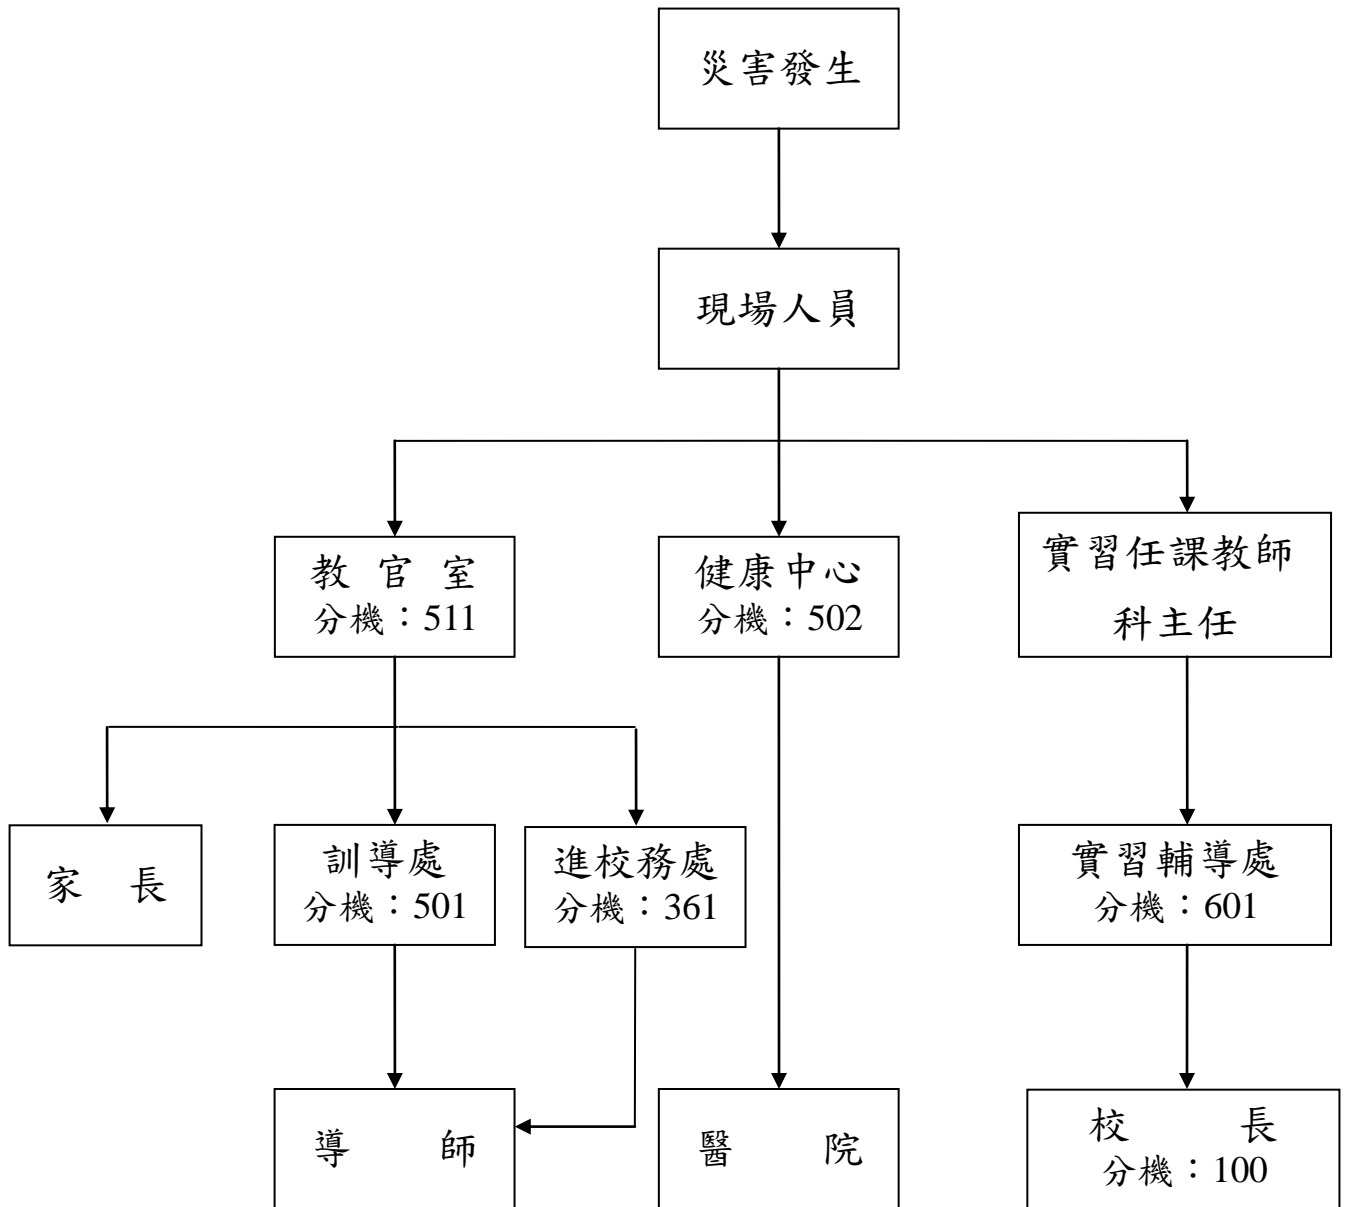 災害發生
現場人員
教官室
分機：511
健康中心
分機：502
實習任課教師
科主任
家長
訓導處
分機：501
進校務處
分機：361
實習輔導處
分機：601
導師
醫院
校長
分機：100